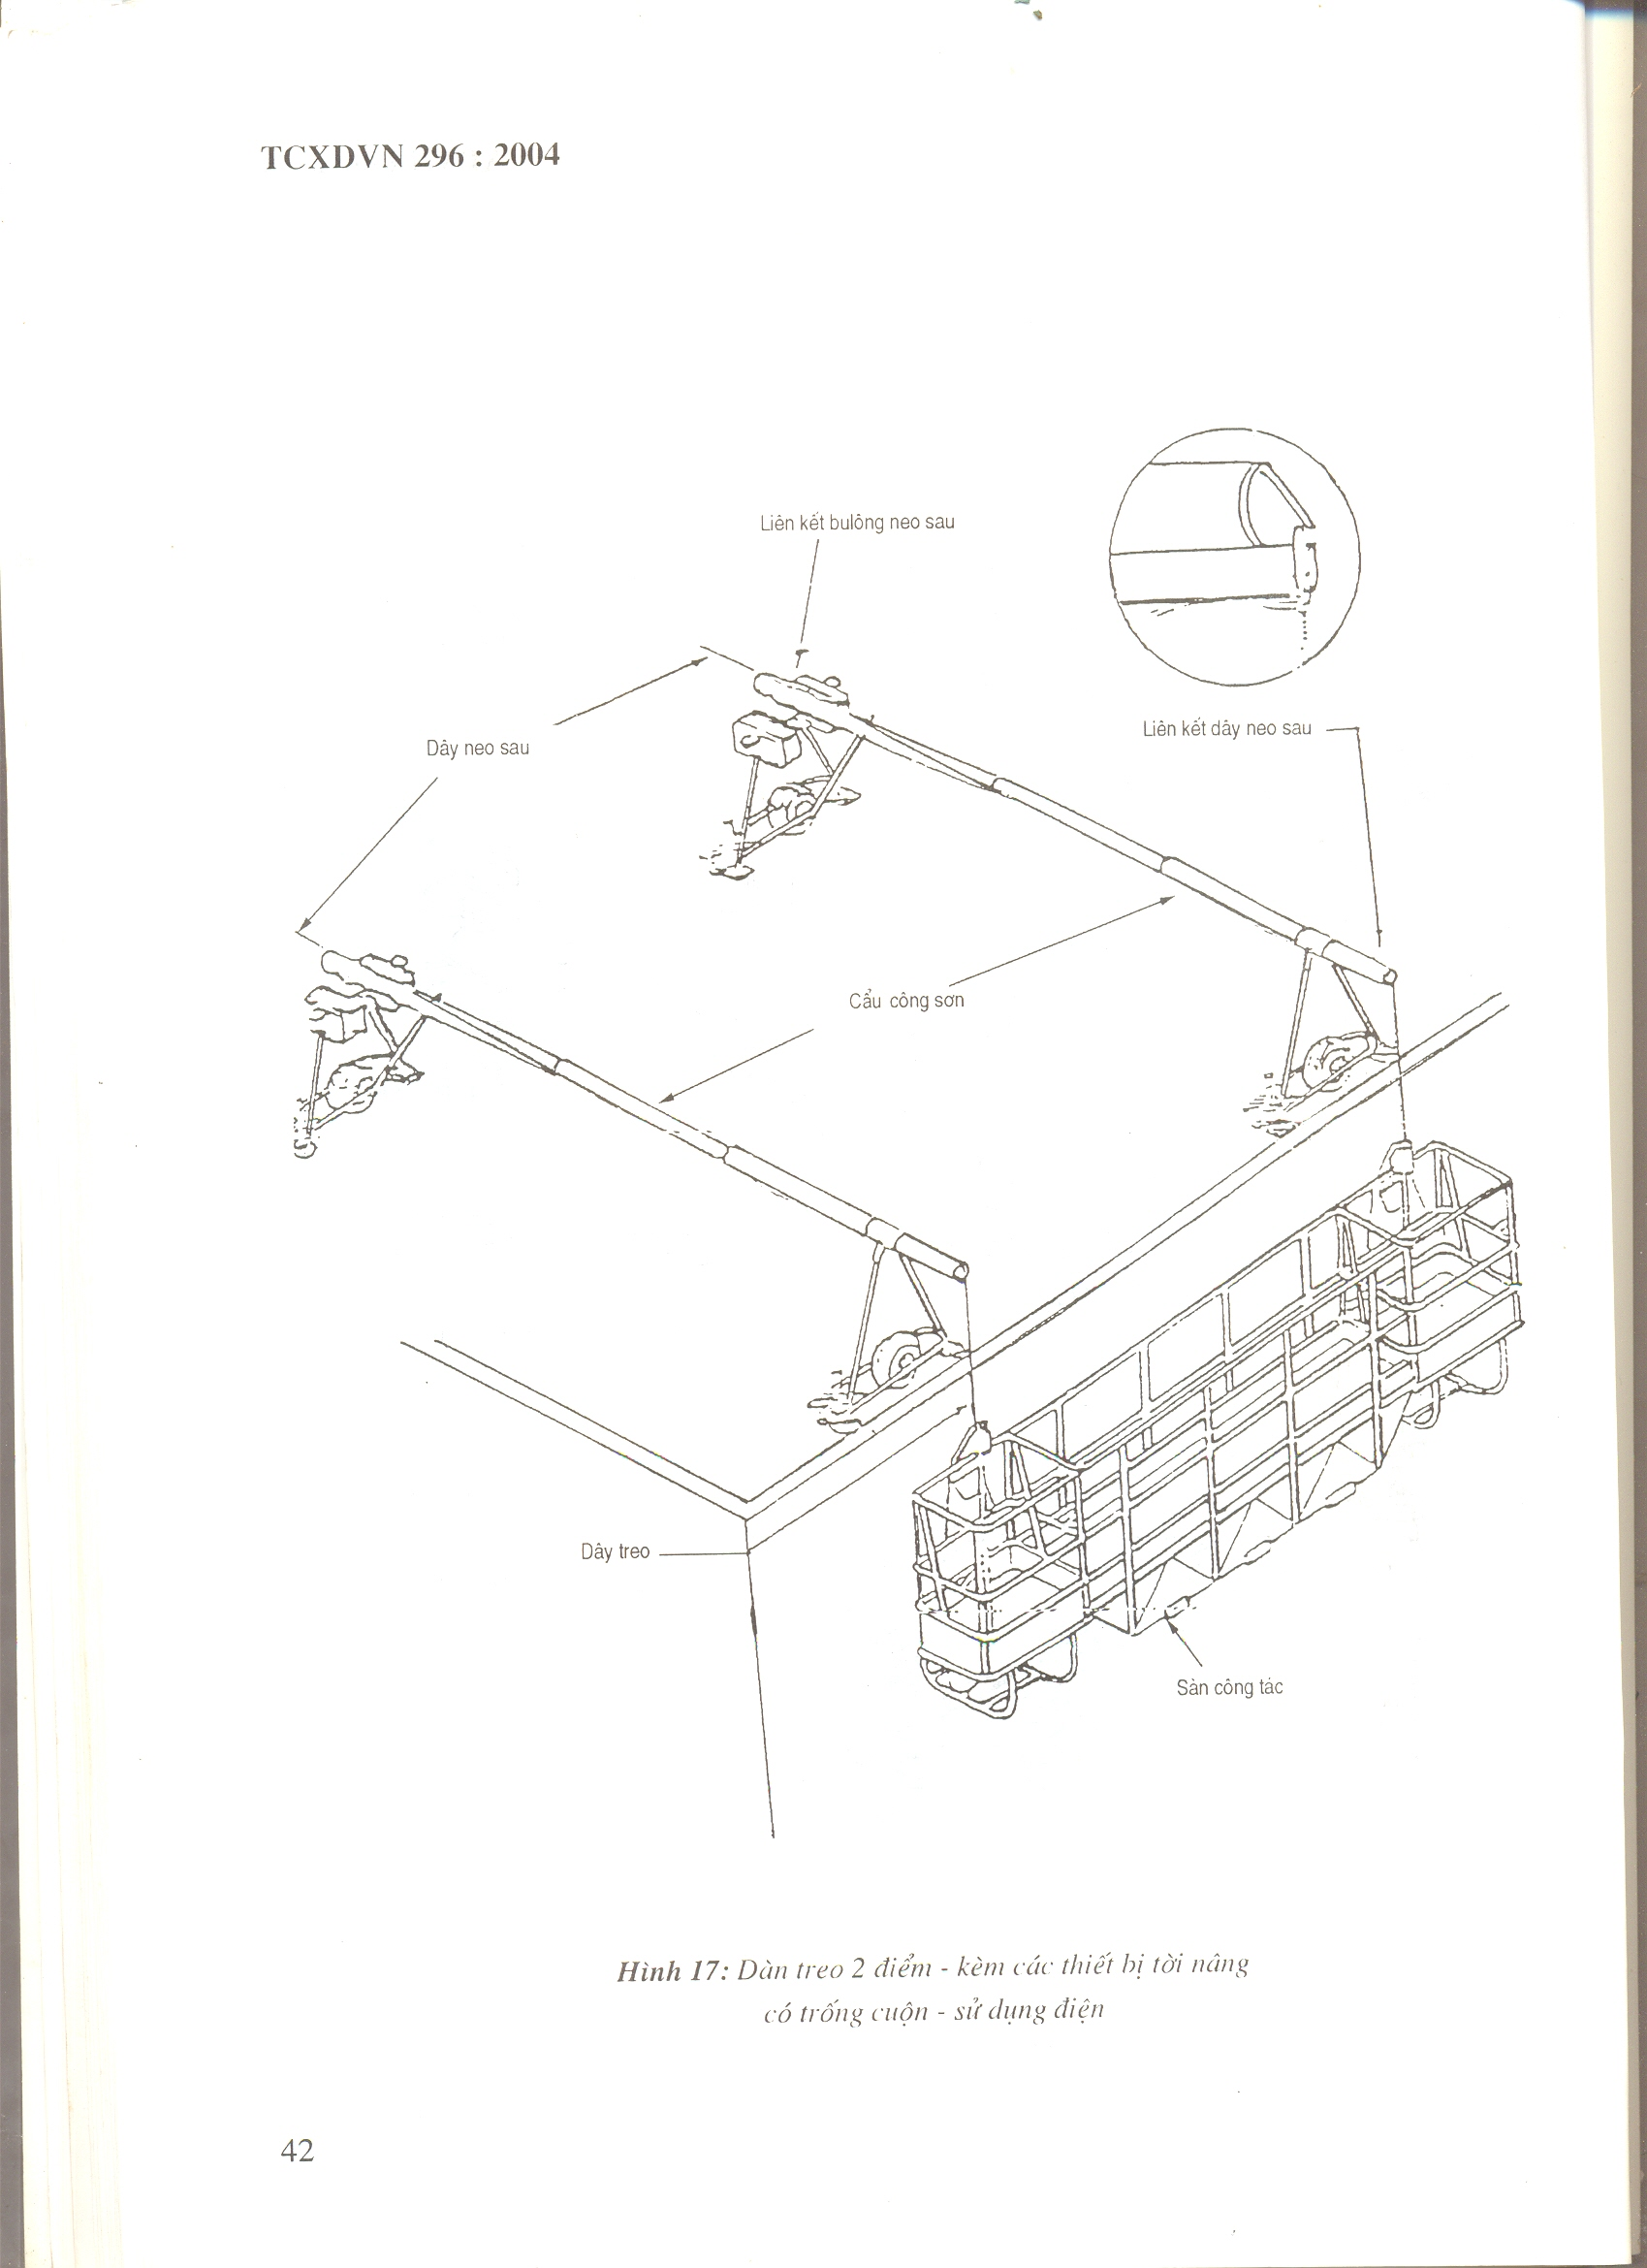 TCXDVN 296 : 2004
Liên kết bulông neo sau
Liên kết dây neo sau
Dây neo sau
Cẩu công sơn
Dây treo
Sàn công tác
Hình 17: Dàn treo 2 điểm - kèm các thiết bị tời nâng
có trống cuộn - sử dụng điện
42